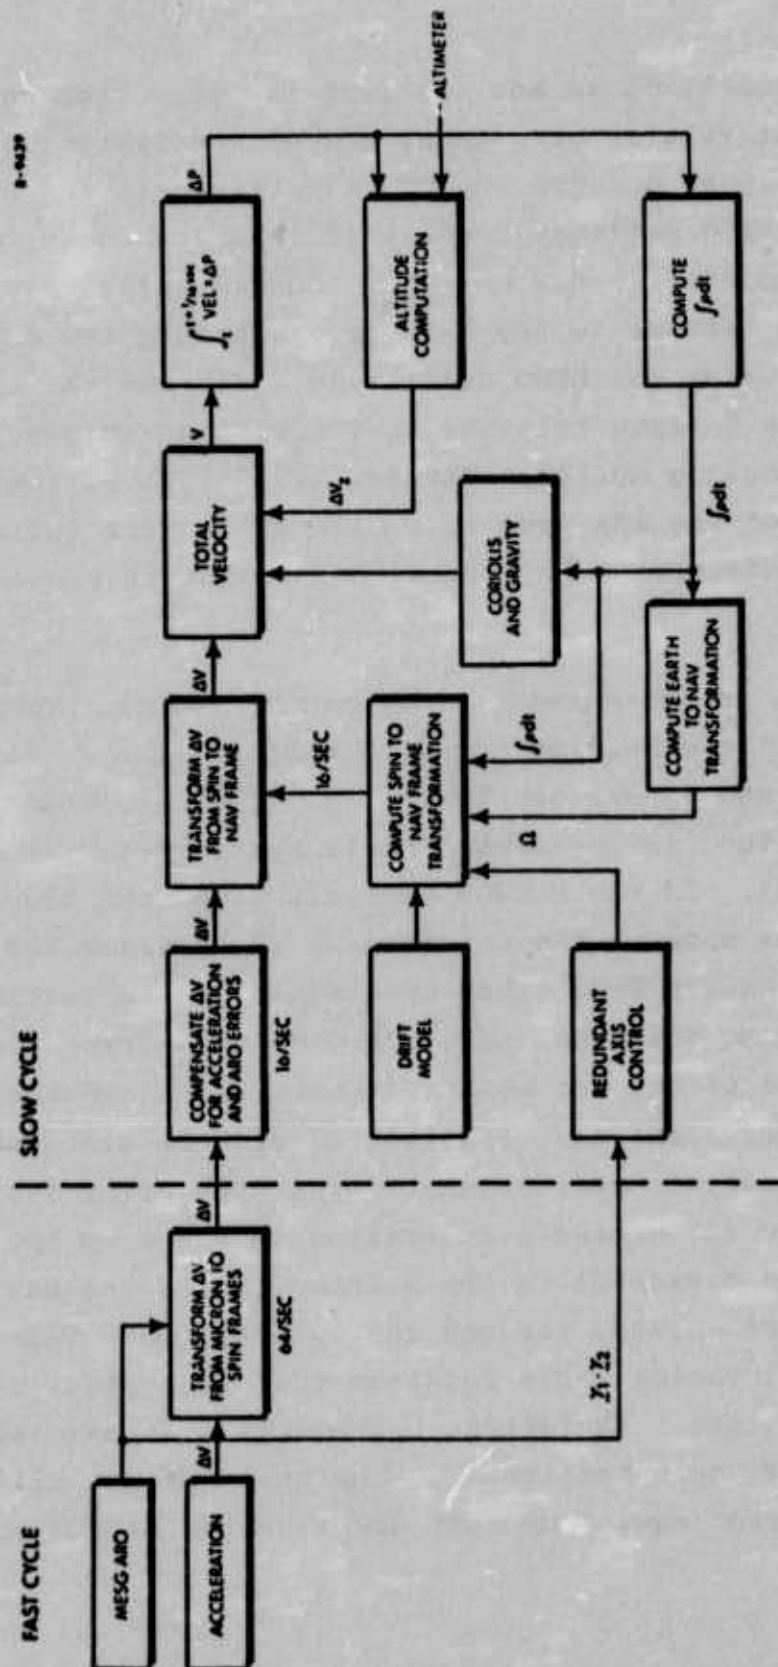 8-9439
FAST CYCLE
SLOW CYCLE
MESG ARO
ACCELERATION
ΔV
TRANSFORM ΔV
FROM MICRON TO
SPIN FRAMES
64/SEC
ΔV
COMPENSATE ΔV
FOR ACCELERATION
AND ARO ERRORS
16/SEC
ΔV
TRANSFORM ΔV
FROM SPIN TO
NAV FRAME
ΔV
TOTAL
VELOCITY
V
VEL = ΔP
ΔP
16/SEC
ΔVz
ALTITUDE
COMPUTATION
ALTIMETER
DRIFT
MODEL
COMPUTE SPIN TO
NAV FRAME
TRANSFORMATION
CORIOLIS
AND GRAVITY
∫ρdt
Ω
REDUNDANT
AXIS
CONTROL
COMPUTE EARTH
TO NAV
TRANSFORMATION
∫ρdt
COMPUTE
∫ρdt